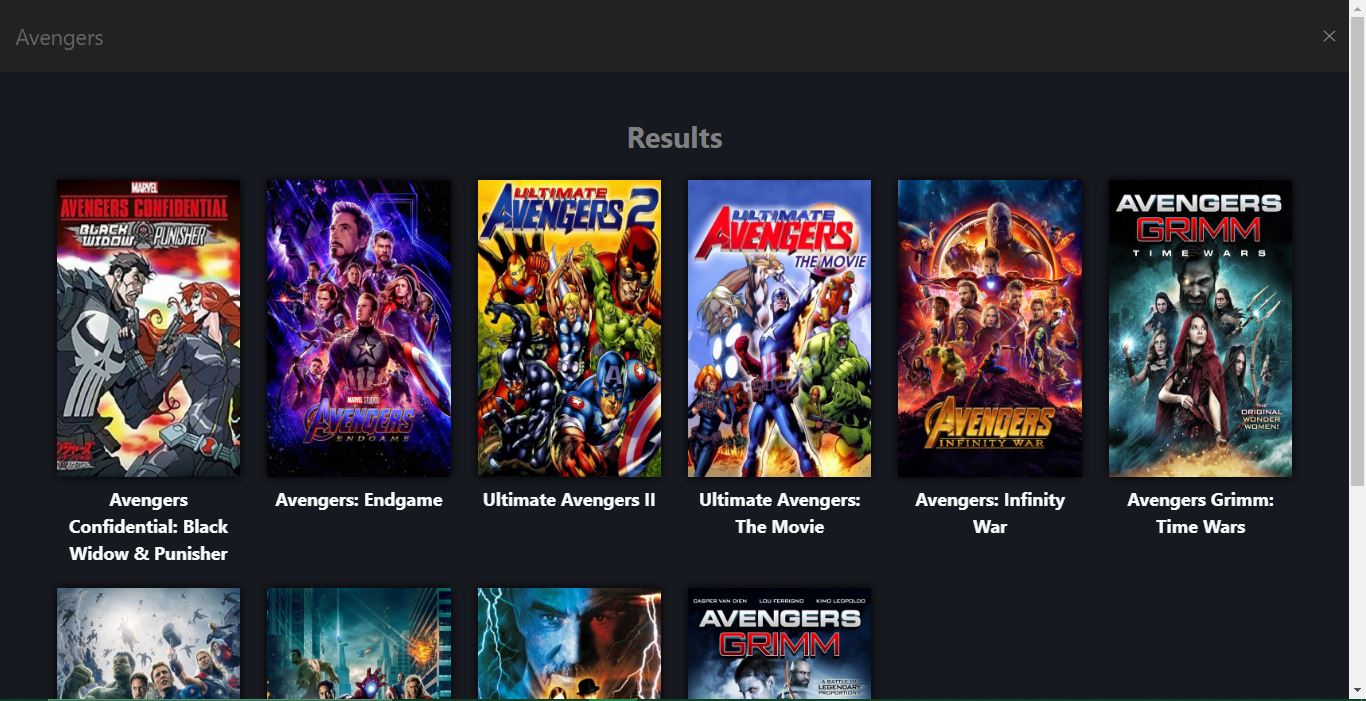 Avengers
Results
MARVEL
AVENGERS CONFIDENTIAL
BLACK WIDOW PUNISHER
MARVEL STUDIOS
AVENGERS
ENDGAME
ULTIMATE
AVENGERS 2
ULTIMATE
AVENGERS
THE MOVIE
AVENGERS
INFINITY WAR
AVENGERS
GRIMM
TIME WARS
THE
ORIGINAL
WONDER
WOMEN!
Avengers
Confidential: Black
Widow & Punisher
Avengers: Endgame
Ultimate Avengers II
Ultimate Avengers:
The Movie
Avengers: Infinity
War
Avengers Grimm:
Time Wars
CASPER VAN DIEN LOU FERRIGNO KIMO LEOPOLDO
AVENGERS
GRIMM
A BATTLE OF
LEGENDARY
PROPORTIONS